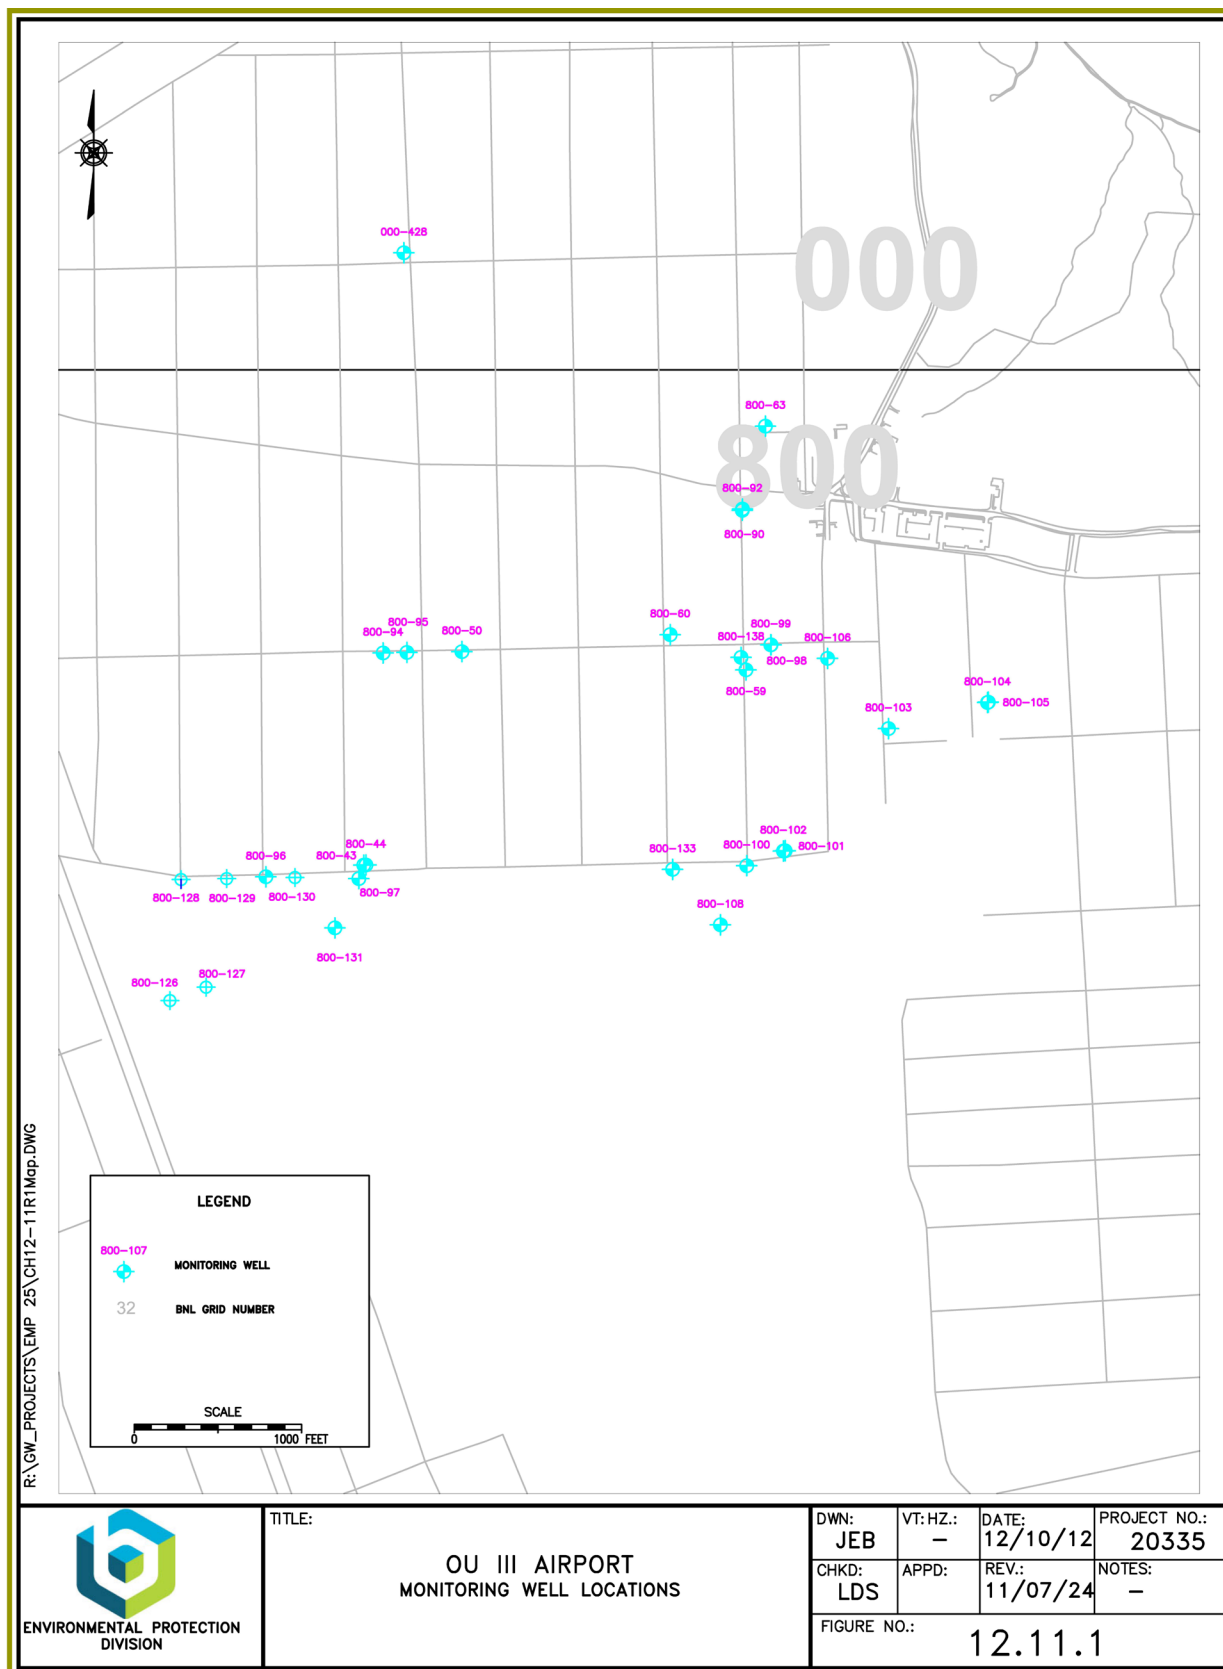 000-428
000
800-63
800
800-92
800-90
800-60
800-95
800-94
800-50
800-99
800-138
800-106
800-98
800-59
800-104
800-105
800-103
800-102
800-44
800-43
800-96
800-133
800-100
800-101
800-128
800-129
800-130
800-97
800-108
800-131
800-127
800-126
R:\GW_PROJECTS\EMP 25\CH12-11R1Map.DWG
LEGEND
800-107
MONITORING WELL
32
BNL GRID NUMBER
SCALE
0
1000 FEET
ENVIRONMENTAL PROTECTION
DIVISION
TITLE:
OU III AIRPORT
MONITORING WELL LOCATIONS
DWN:
JEB
VT: HZ.:
-
DATE:
12/10/12
PROJECT NO.:
20335
CHKD:
LDS
APPD:
REV.:
11/07/24
NOTES:
-
FIGURE NO.:
12.11.1